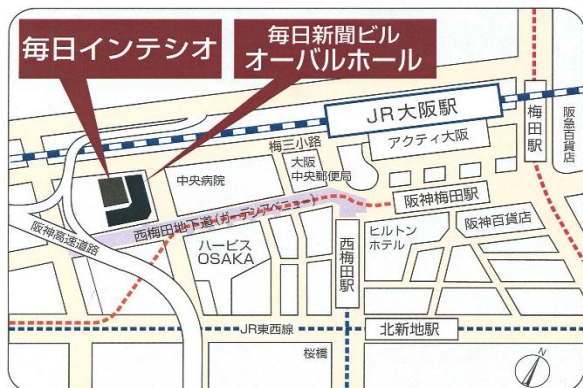 毎日インテシオ
毎日新聞ビル
オーバルホール
JR大阪駅
梅田駅
阪急百貨店
アクティ大阪
梅三小路
大阪
中央郵便局
中央病院
阪神梅田駅
西梅田地下道(ガーデンアベニュー)
阪神高速道路
ハービス
OSAKA
西梅田駅
ヒルトン
ホテル
阪神百貨店
JR東西線
北新地駅
桜橋
N